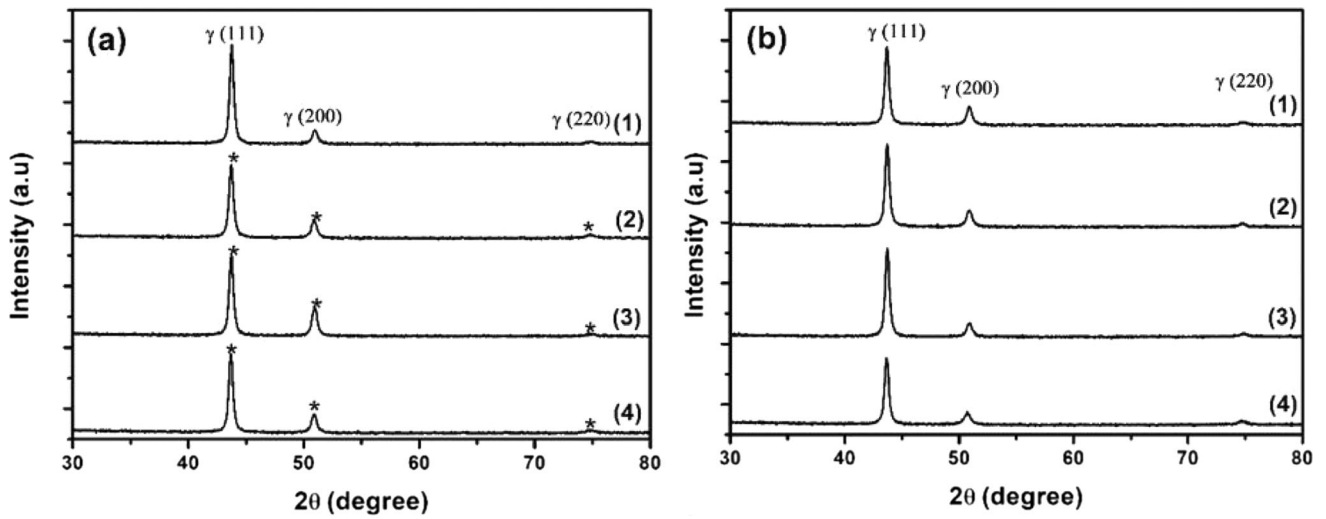 (a)
γ (111)
γ (200)
γ (220)
(1)
*
*
*
(2)
*
*
*
(3)
*
*
*
(4)
30 40 50 60 70 80
2θ (degree)
Intensity (a.u)
(b)
γ (111)
γ (200)
γ (220)
(1)
(2)
(3)
(4)
30 40 50 60 70 80
2θ (degree)
Intensity (a.u)